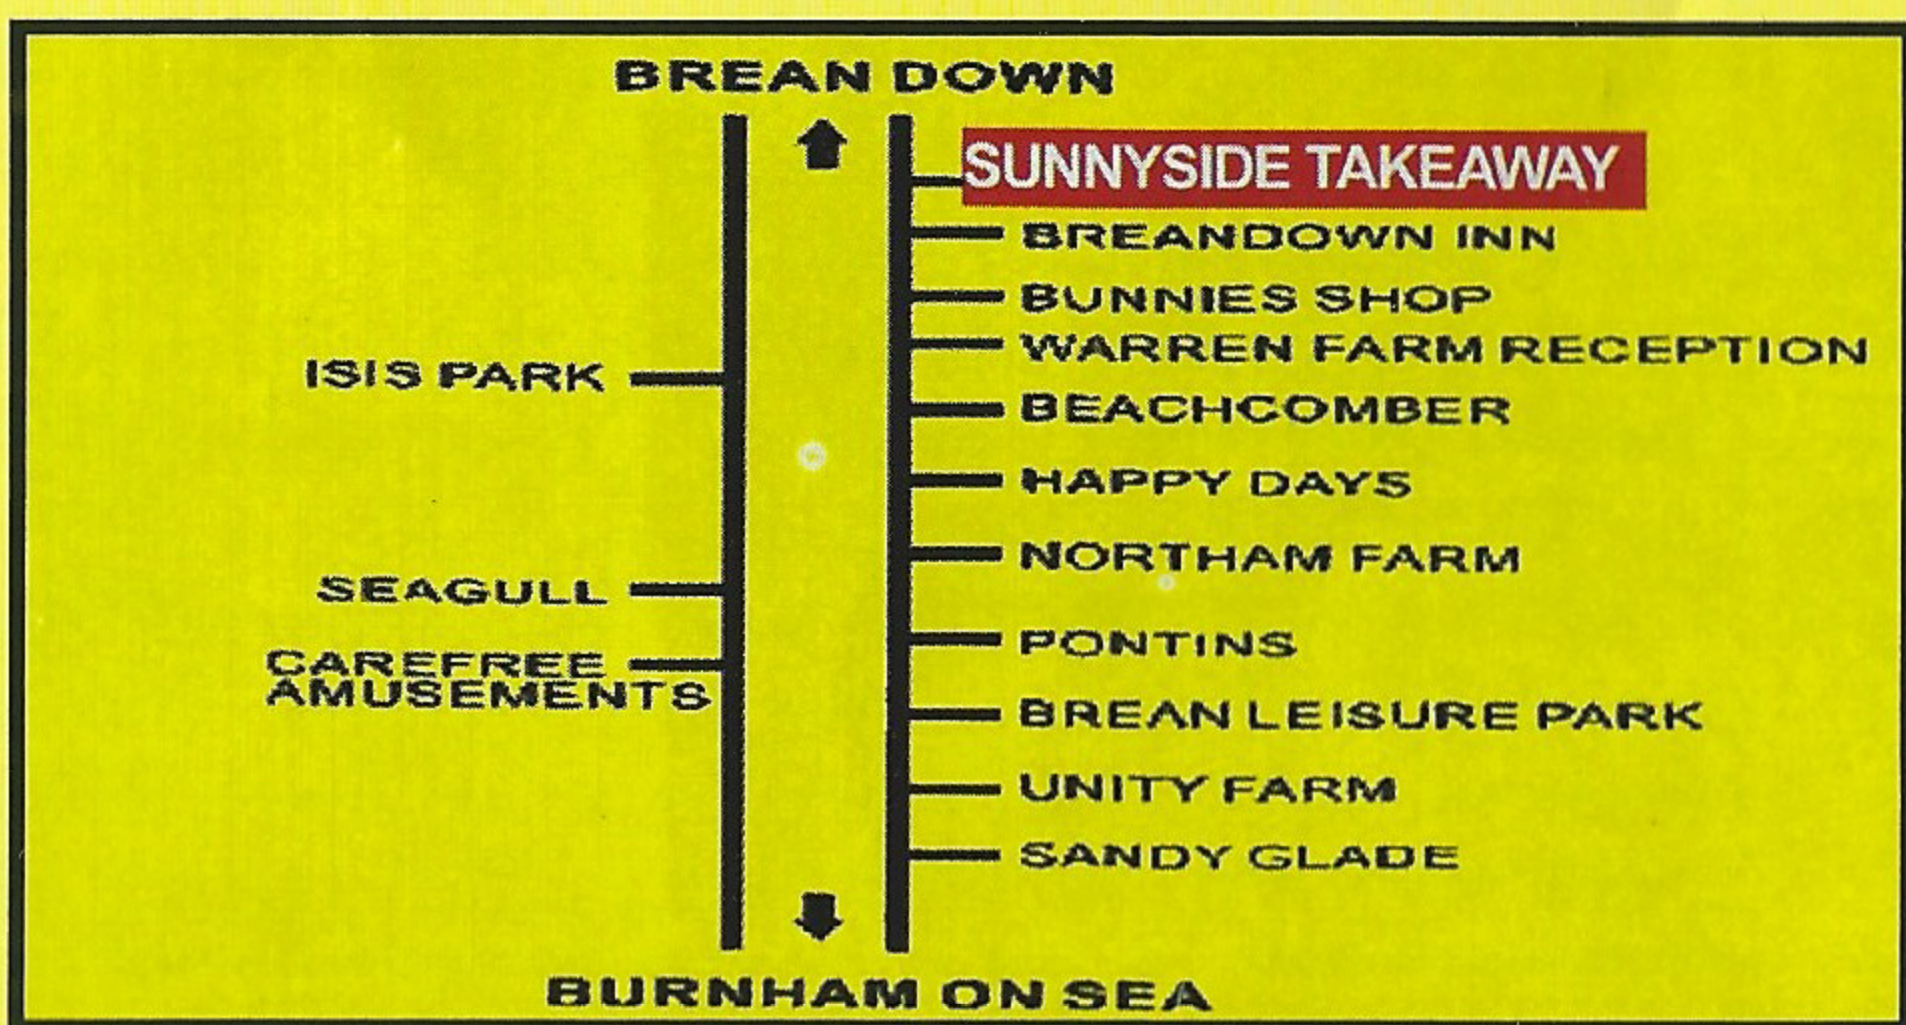 BREAN DOWN
SUNNYSIDE TAKEAWAY
BREANDOWN INN
BUNNIES SHOP
WARREN FARM RECEPTION
ISIS PARK
BEACHCOMBER
HAPPY DAYS
NORTHAM FARM
SEAGULL
PONTINS
CAREFREE
AMUSEMENTS
BREAN LEISURE PARK
UNITY FARM
SANDY GLADE
BURNHAM ON SEA